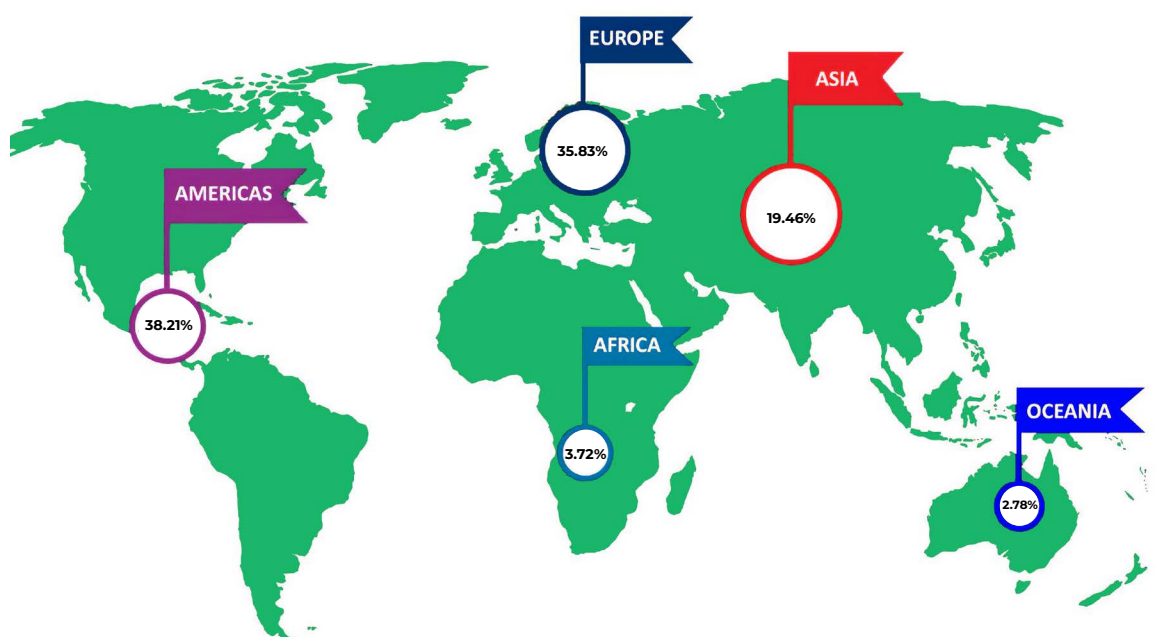 EUROPE
35.83%
ASIA
19.46%
AMERICAS
38.21%
AFRICA
3.72%
OCEANIA
2.78%